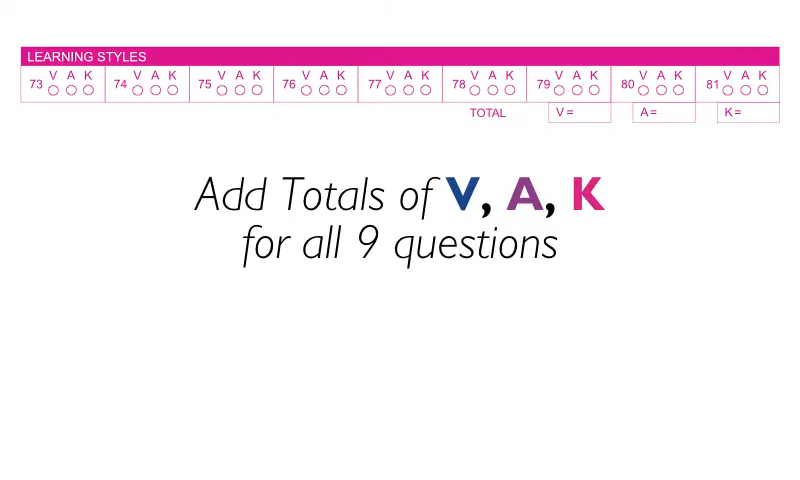 LEARNING STYLES
73 V A K 74 V A K 75 V A K 76 V A K 77 V A K 78 V A K 79 V A K 80 V A K 81 V A K
TOTAL V = A = K =
Add Totals of V, A, K
for all 9 questions